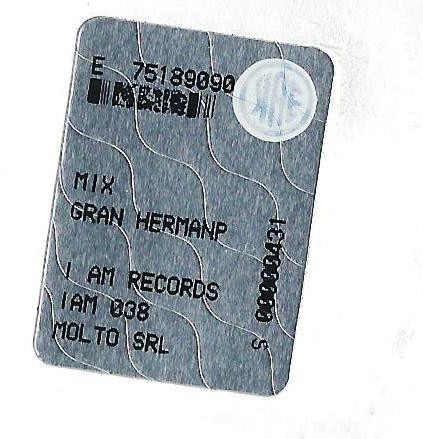 E 75189090
MIX
GRAN HERMANP
I AM RECORDS
IAM 038
MOLTO SRL
S 00000431